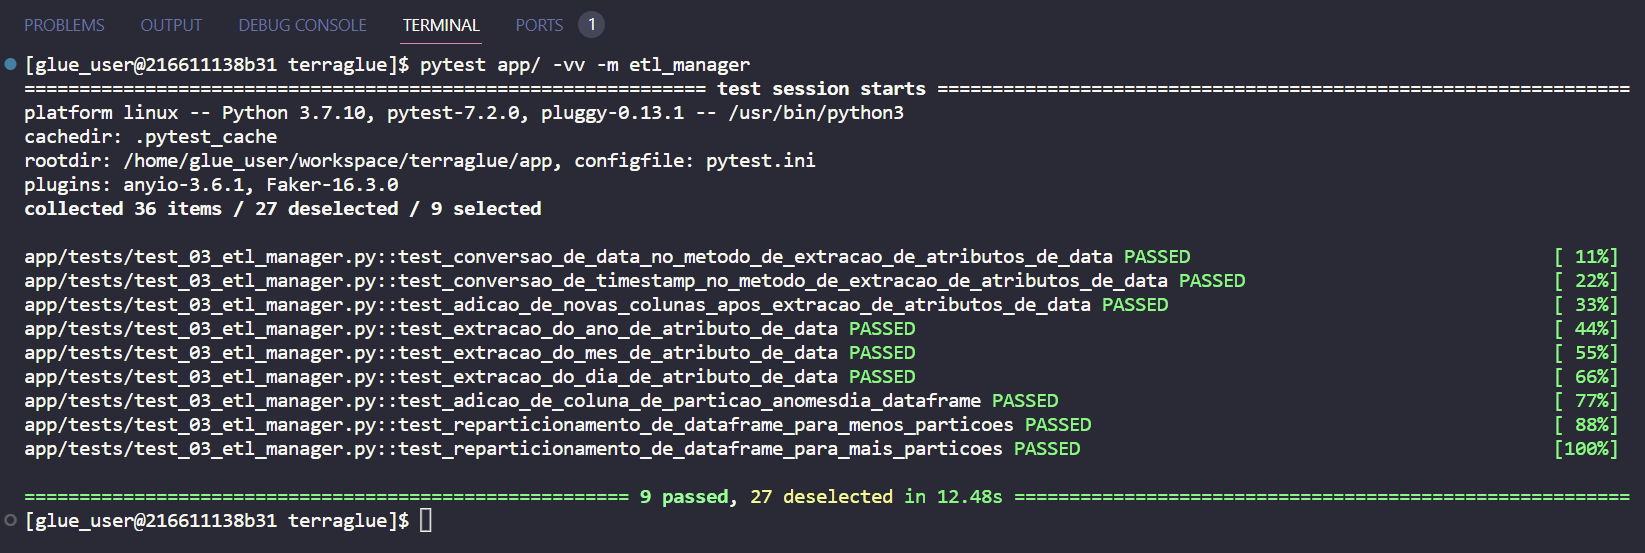 PROBLEMS OUTPUT DEBUG CONSOLE TERMINAL PORTS 1
[glue_user@216611138b31 terraglue]$ pytest app/ -vv -m etl_manager
============================================================== test session starts ===============================================================
platform linux -- Python 3.7.10, pytest-7.2.0, pluggy-0.13.1 -- /usr/bin/python3
cachedir: .pytest_cache
rootdir: /home/glue_user/workspace/terraglue/app, configfile: pytest.ini
plugins: anyio-3.6.1, Faker-16.3.0
collected 36 items / 27 deselected / 9 selected
app/tests/test_03_etl_manager.py::test_conversao_de_data_no_metodo_de_extracao_de_atributos_de_data PASSED [ 11%]
app/tests/test_03_etl_manager.py::test_conversao_de_timestamp_no_metodo_de_extracao_de_atributos_de_data PASSED [ 22%]
app/tests/test_03_etl_manager.py::test_adicao_de_novas_colunas_apos_extracao_de_atributos_de_data PASSED [ 33%]
app/tests/test_03_etl_manager.py::test_extracao_do_ano_de_atributo_de_data PASSED [ 44%]
app/tests/test_03_etl_manager.py::test_extracao_do_mes_de_atributo_de_data PASSED [ 55%]
app/tests/test_03_etl_manager.py::test_extracao_do_dia_de_atributo_de_data PASSED [ 66%]
app/tests/test_03_etl_manager.py::test_adicao_de_coluna_de_particao_anomesdia_dataframe PASSED [ 77%]
app/tests/test_03_etl_manager.py::test_reparticionamento_de_dataframe_para_menos_particoes PASSED [ 88%]
app/tests/test_03_etl_manager.py::test_reparticionamento_de_dataframe_para_mais_particoes PASSED [100%]
======================================================= 9 passed, 27 deselected in 12.48s ========================================================
[glue_user@216611138b31 terraglue]$